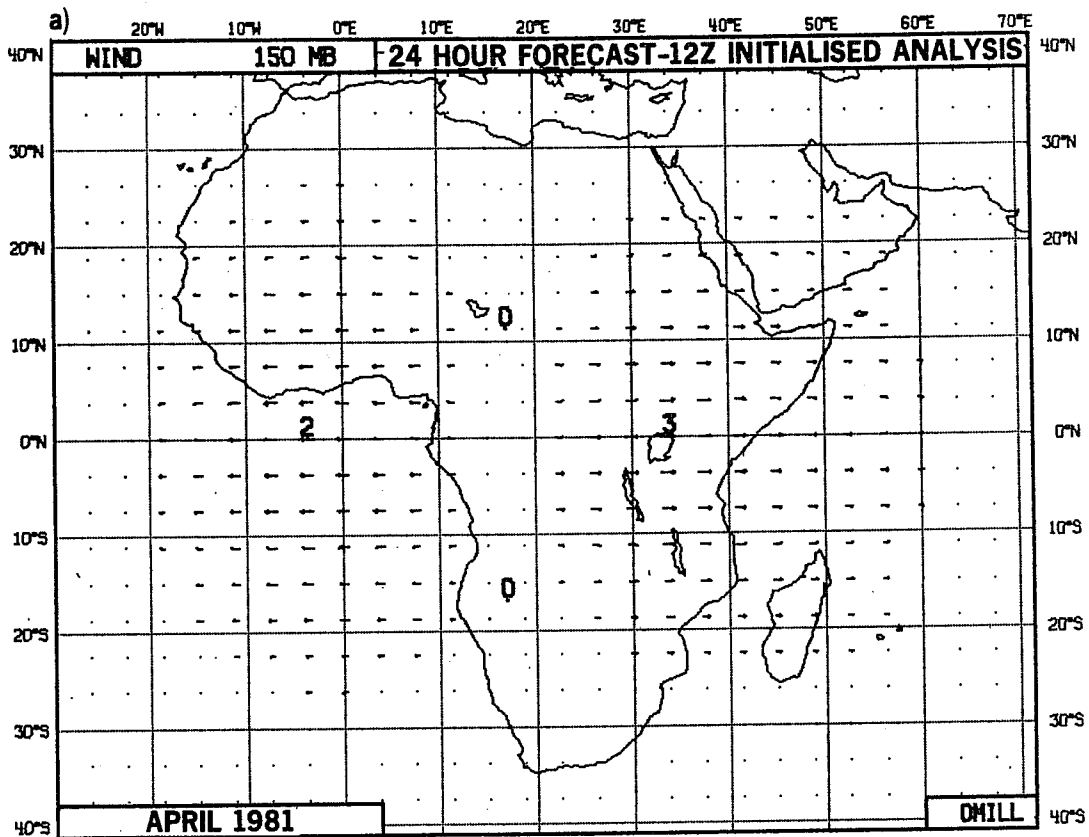 a)
20°W 10°W 0°E 10°E 20°E 30°E 40°E 50°E 60°E 70°E
40°N WIND 150 MB 24 HOUR FORECAST-12Z INITIALISED ANALYSIS 40°N
30°N 30°N
20°N 20°N
0
10°N 10°N
2 3
0°N 0°N
10°S 10°S
0
20°S 20°S
30°S 30°S
APRIL 1981 DMILL
40°S 40°S